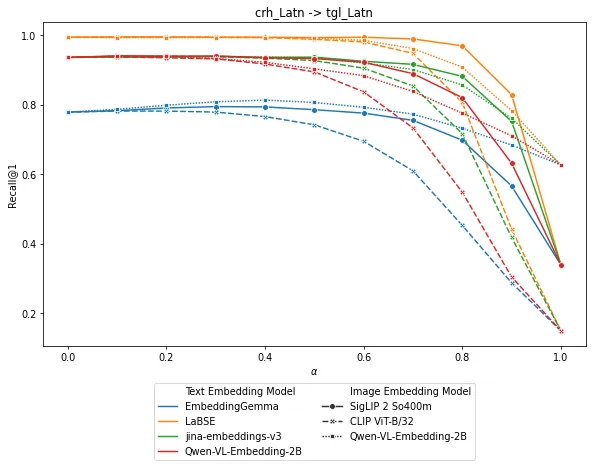 crh_Latn -> tgl_Latn
Recall@1
1.0
0.8
0.6
0.4
0.2
0.0 0.2 0.4 0.6 0.8 1.0
α
Text Embedding Model
EmbeddingGemma
LaBSE
jina-embeddings-v3
Qwen-VL-Embedding-2B
Image Embedding Model
SigLIP 2 So400m
CLIP ViT-B/32
Qwen-VL-Embedding-2B